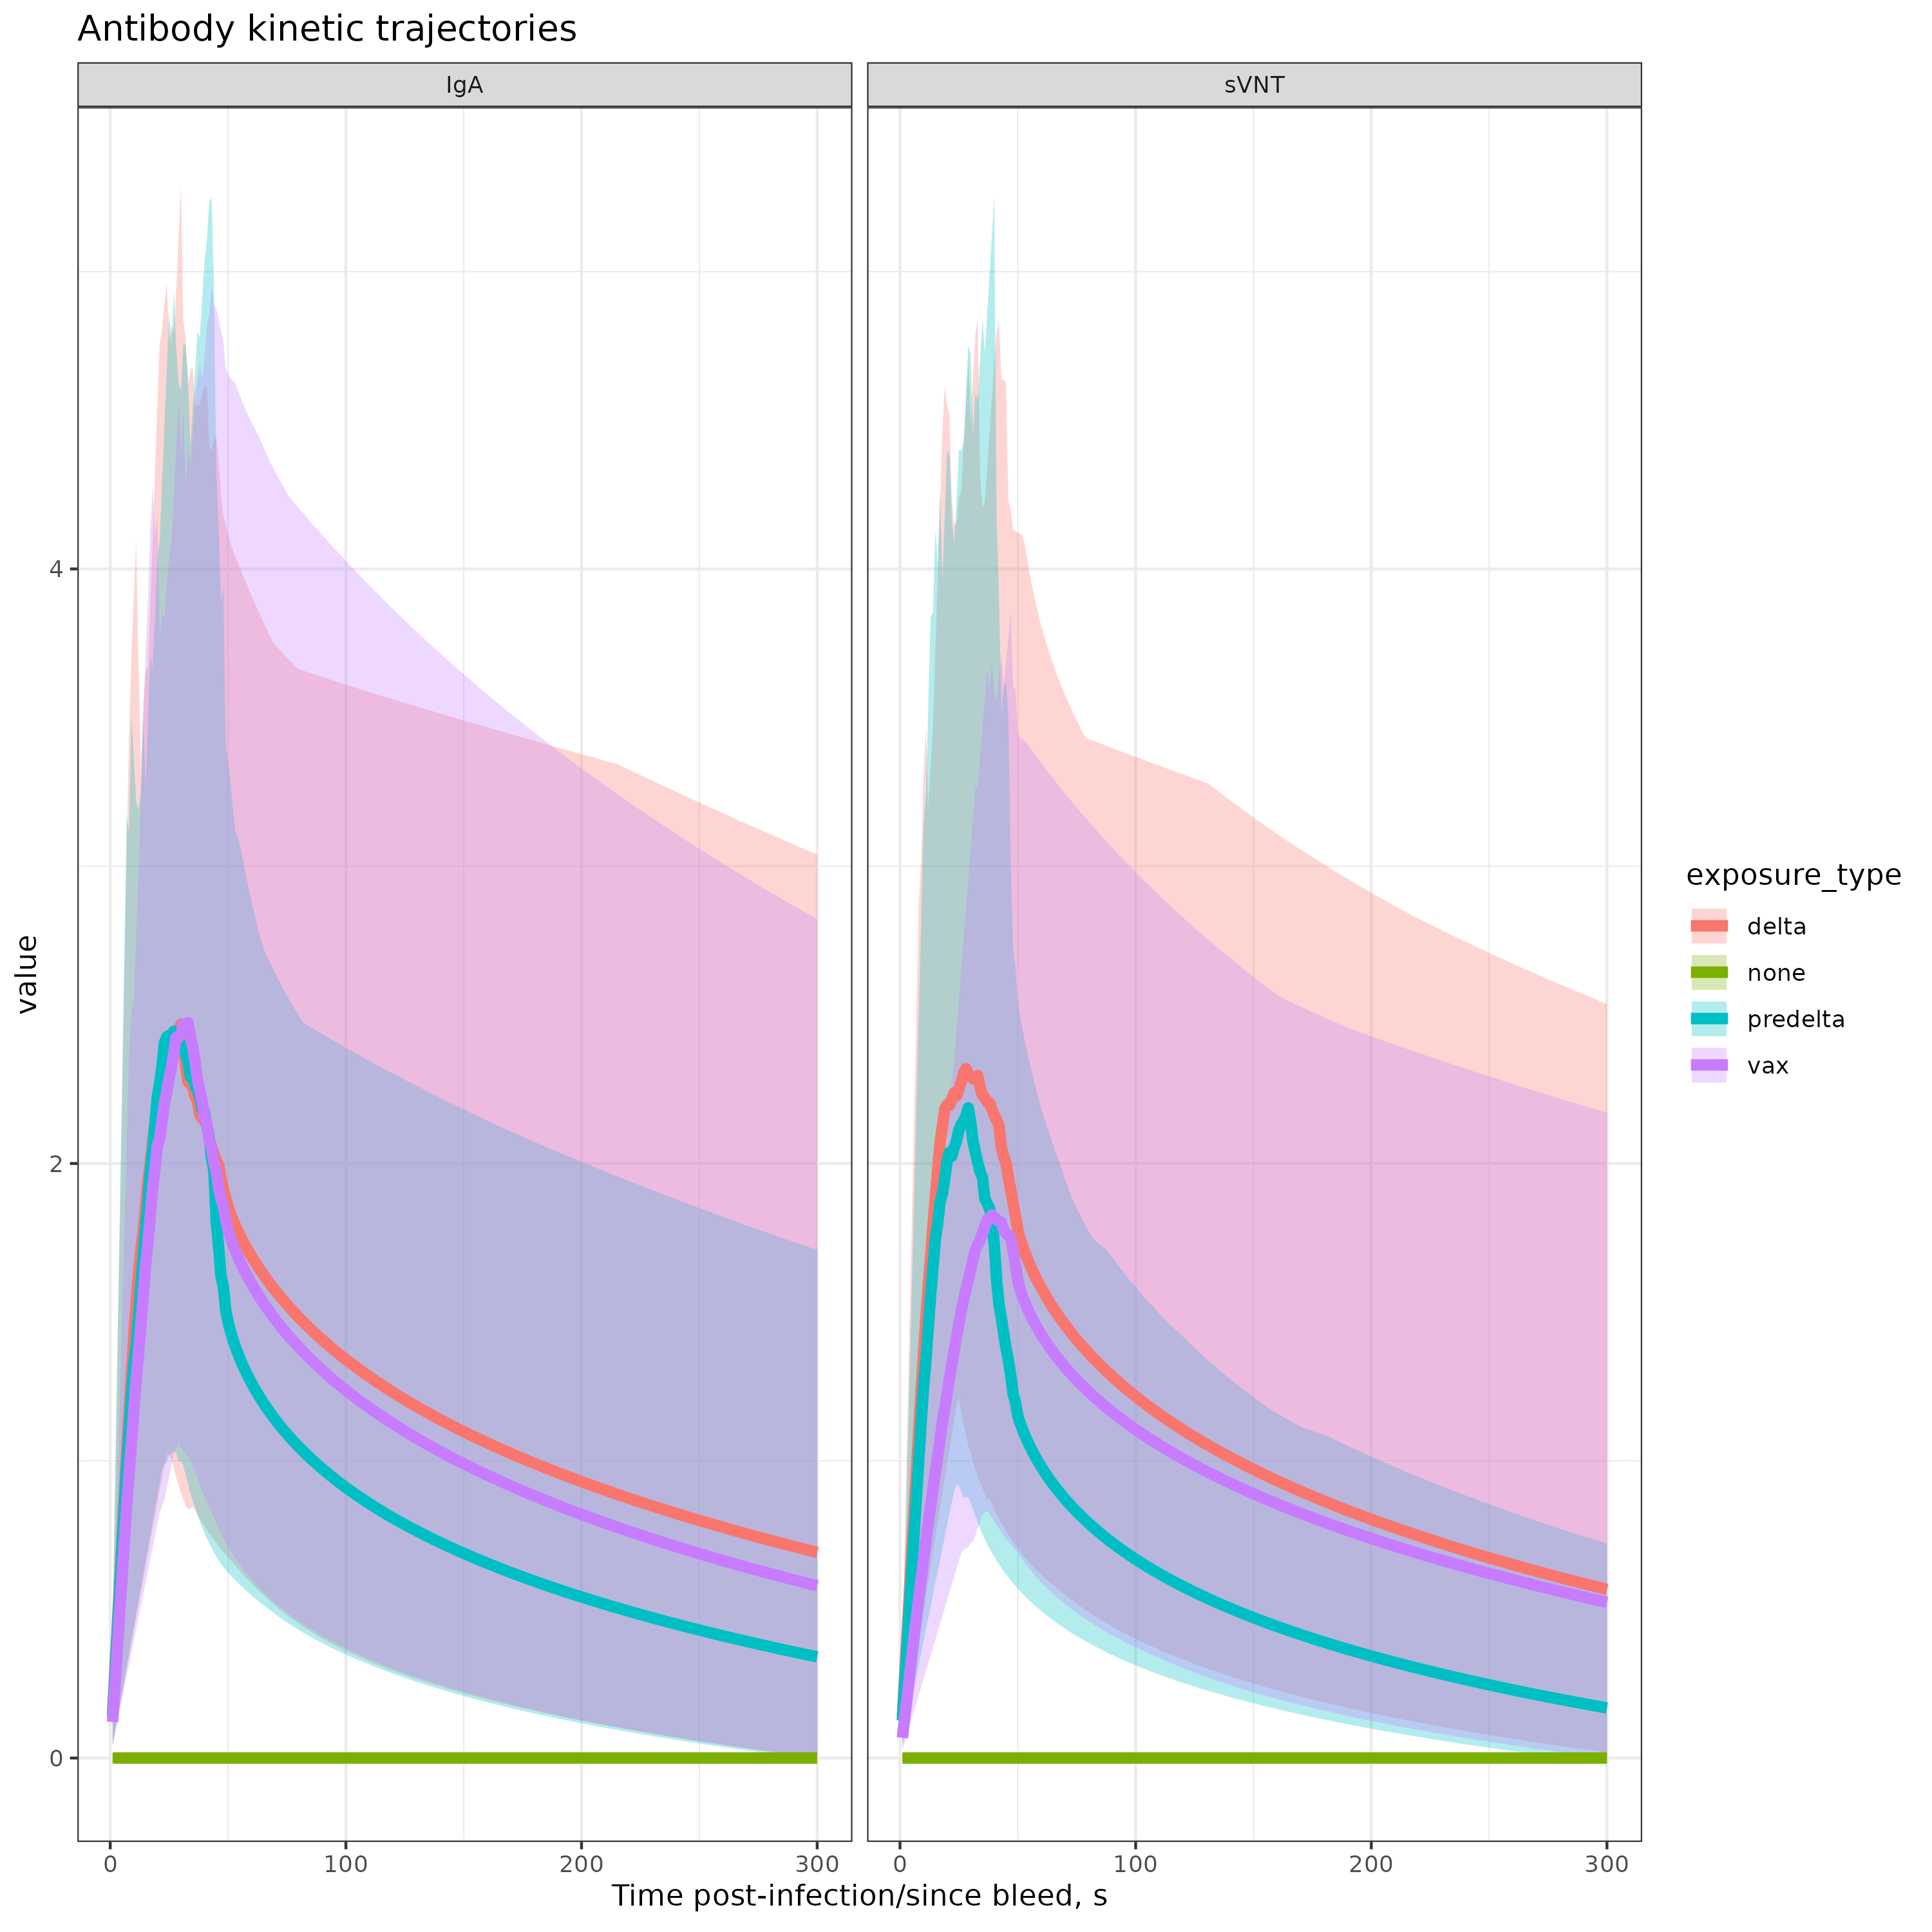 Antibody kinetic trajectories
IgA
sVNT
value
4
2
0
0
100
200
300
0
100
200
300
Time post-infection/since bleed, s
exposure_type
delta
none
predelta
vax